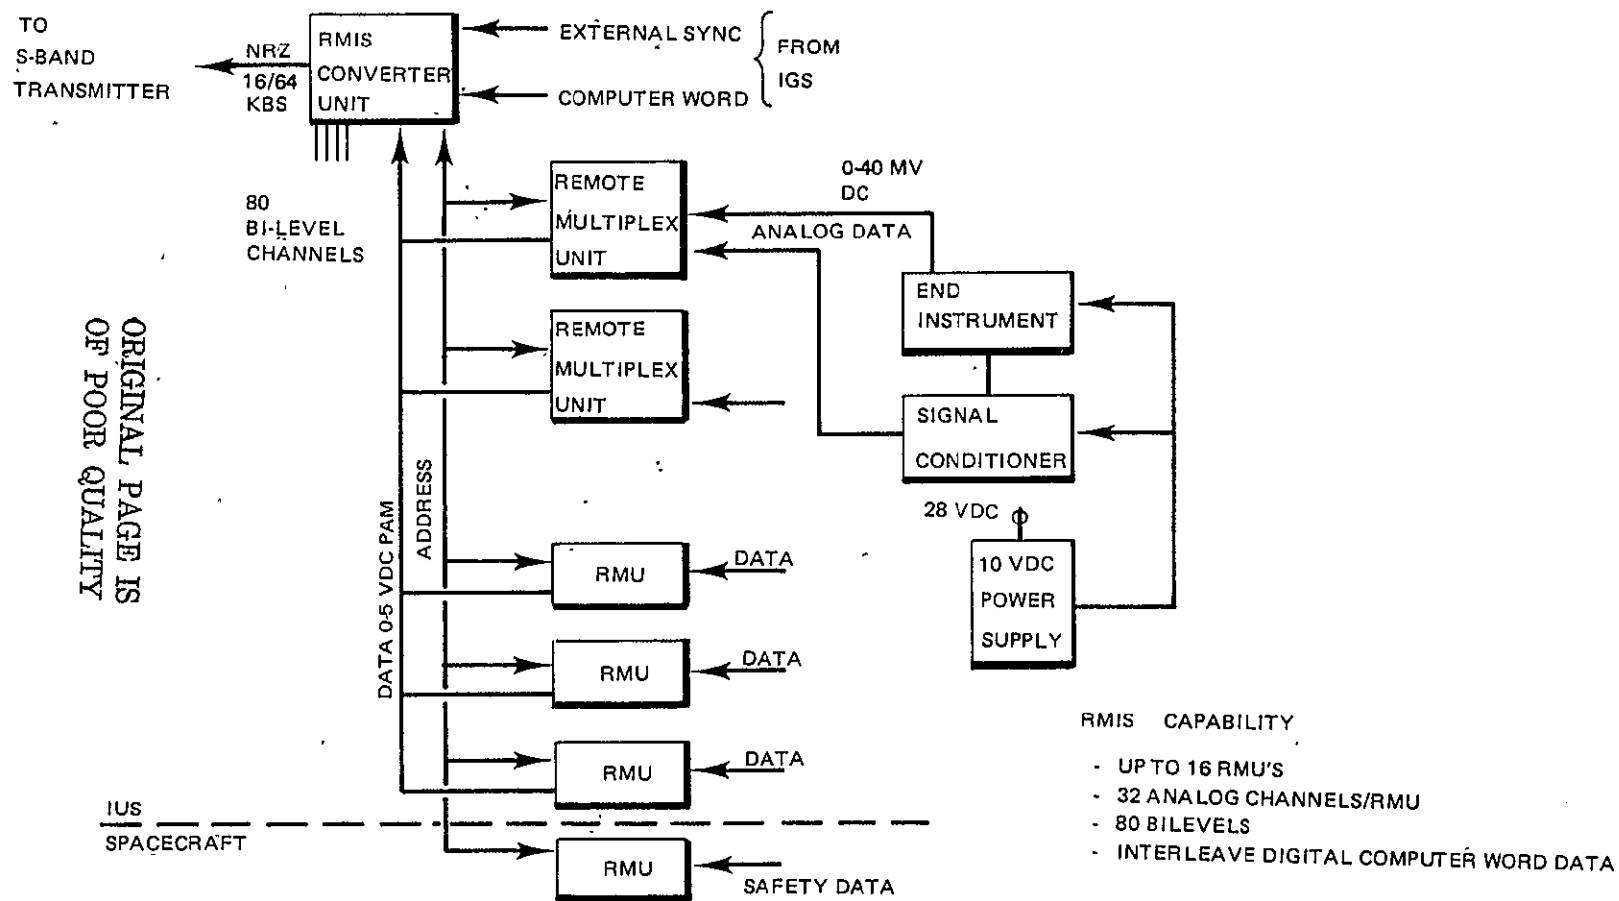 TO
S-BAND
TRANSMITTER
NRZ
16/64
KBS
RMIS
CONVERTER
UNIT
EXTERNAL SYNC
COMPUTER WORD
FROM
IGS
80
BI-LEVEL
CHANNELS
REMOTE
MULTIPLEX
UNIT
0-40 MV
DC
ANALOG DATA
END
INSTRUMENT
REMOTE
MULTIPLEX
UNIT
SIGNAL
CONDITIONER
28 VDC
10 VDC
POWER
SUPPLY
ORIGINAL PAGE IS
OF POOR QUALITY
DATA 0-5 VDC PAM
ADDRESS
RMU
DATA
RMU
DATA
RMU
DATA
IUS
SPACECRAFT
RMU
SAFETY DATA
RMIS CAPABILITY
- UP TO 16 RMU'S
- 32 ANALOG CHANNELS/RMU
- 80 BILEVELS
- INTERLEAVE DIGITAL COMPUTER WORD DATA